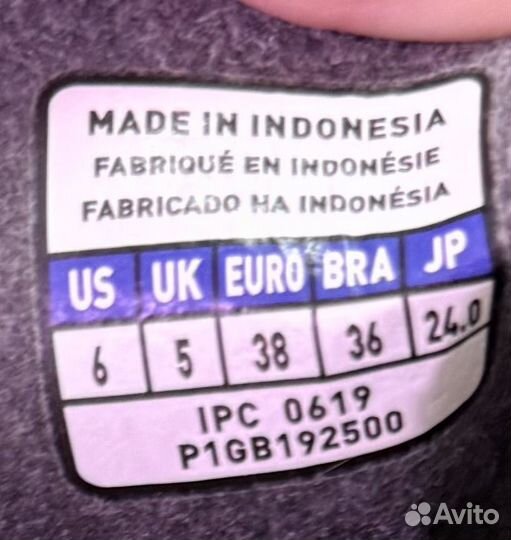 MADE IN INDONESIA
FABRIQUÉ EN INDONÉSIE
FABRICADO NA INDONÉSIA
US UK EURO BRA JP
6 5 38 36 24.0
IPC 0619
P1GB192500
Avito